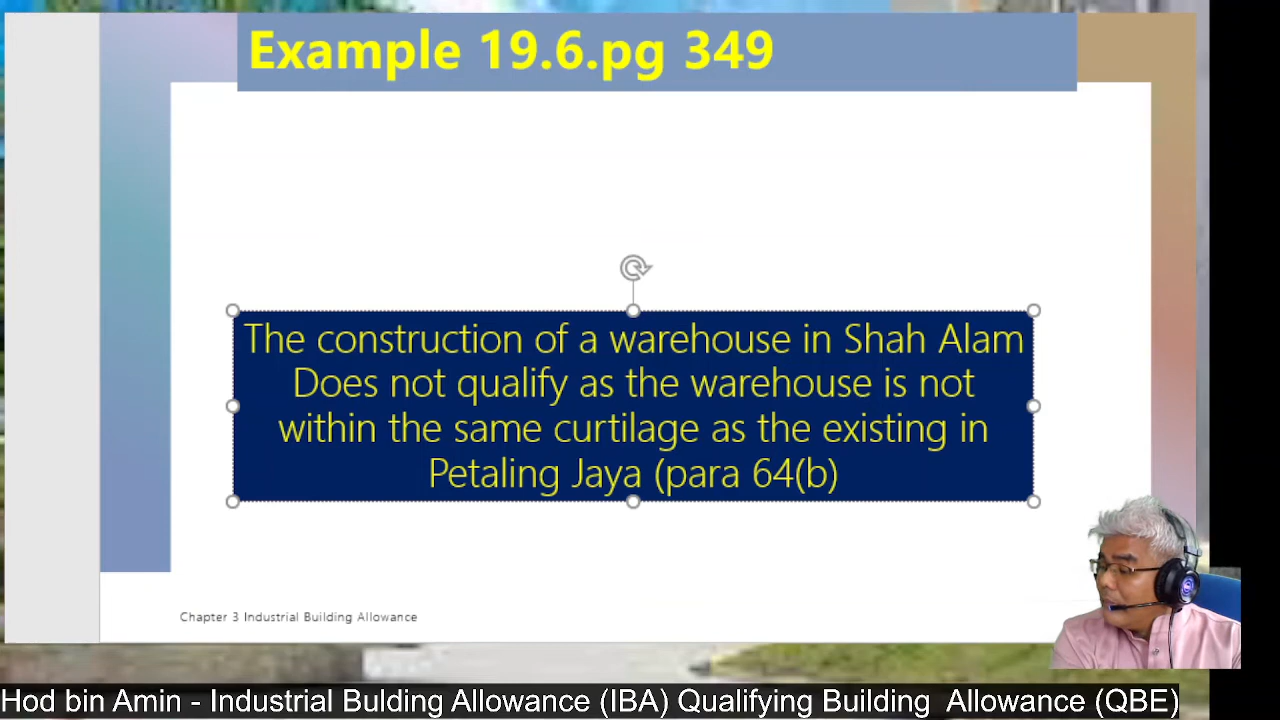 Example 19.6.pg 349
The construction of a warehouse in Shah Alam
Does not qualify as the warehouse is not
within the same curtilage as the existing in
Petaling Jaya (para 64(b)
Chapter 3 Industrial Building Allowance
Hod bin Amin - Industrial Bulding Allowance (IBA) Qualifying Building Allowance (QBE)